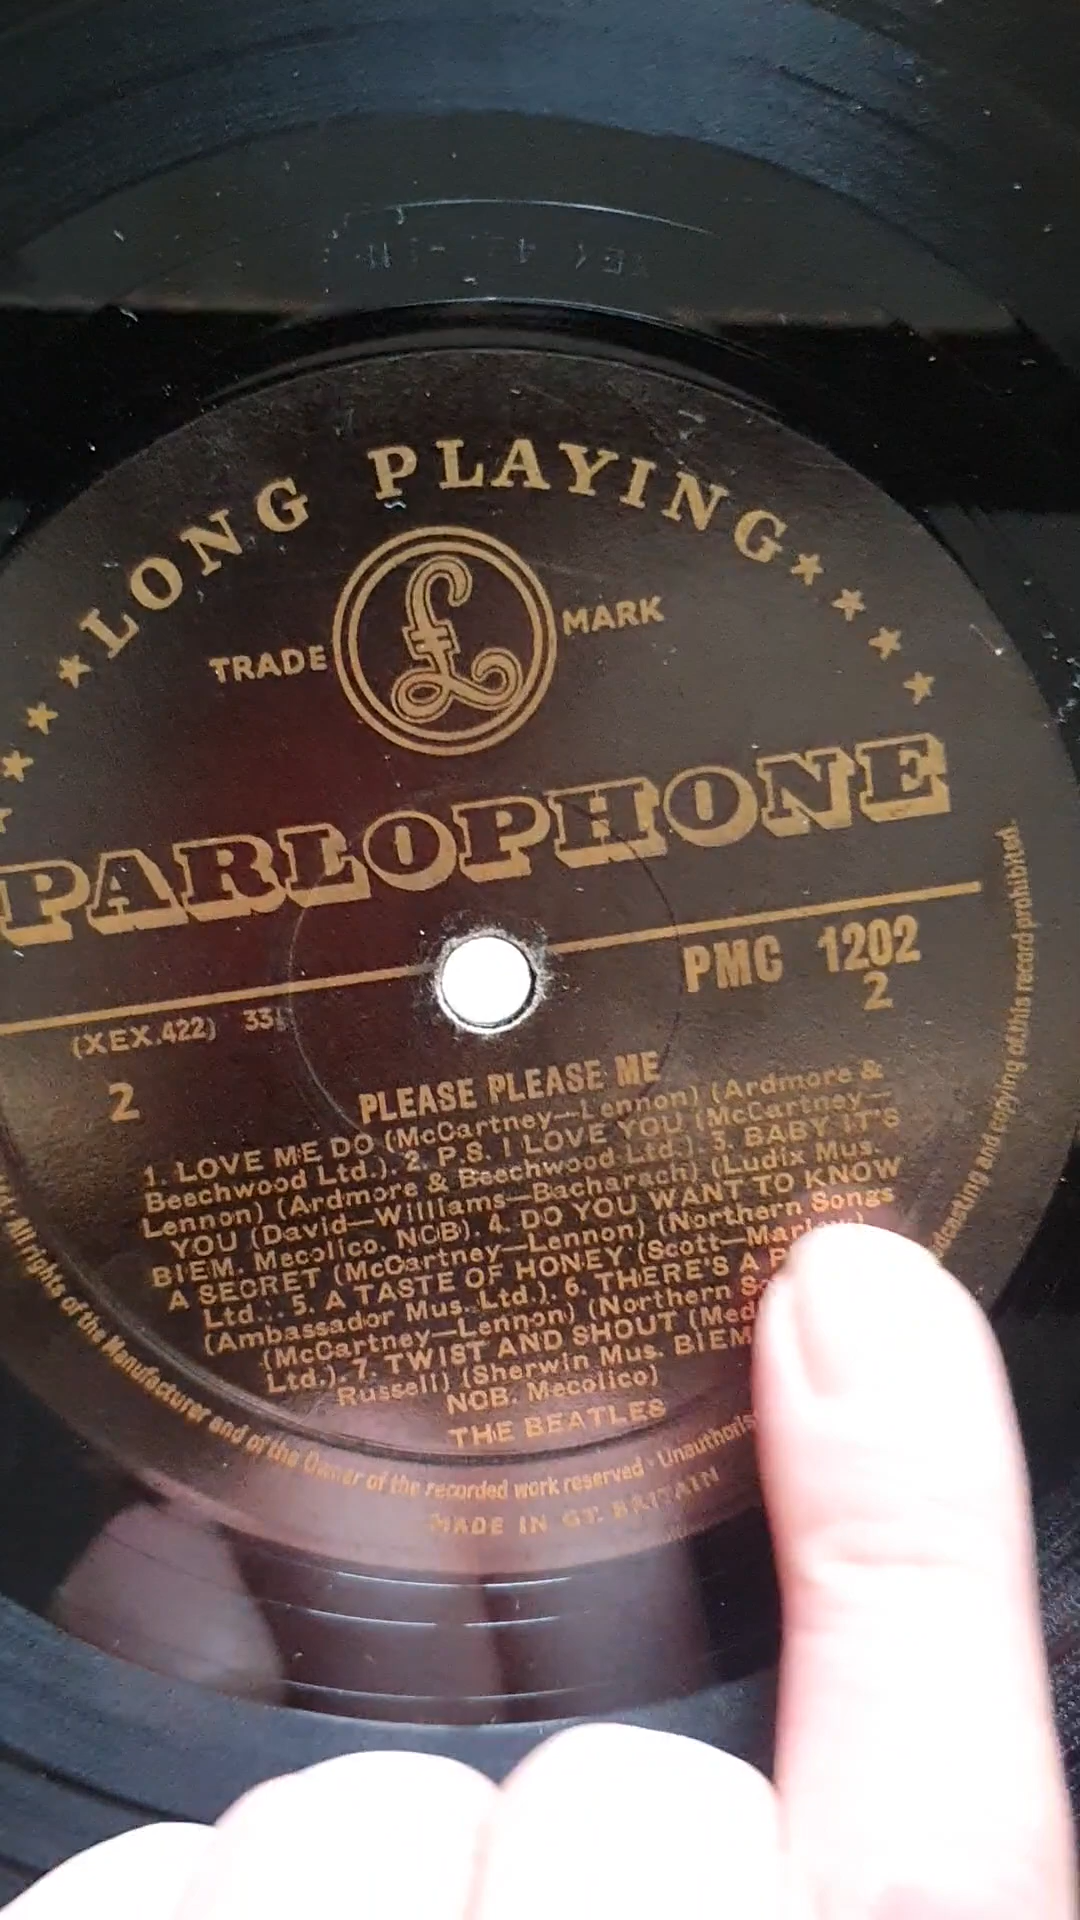 LONG PLAYING
TRADE £ MARK
PARLOPHONE
PMC 1202
2
(XEX.422) 33
2
PLEASE PLEASE ME
1. LOVE ME DO (McCartney—Lennon) (Ardmore &
Beechwood Ltd.). 2. P.S. I LOVE YOU (McCartney—
Lennon) (Ardmore & Beechwood Ltd.). 3. BABY IT'S
YOU (David—Williams—Bacharach) (Ludix Mus.
BIEM. Mecolico. NCB). 4. DO YOU WANT TO KNOW
A SECRET (McCartney—Lennon) (Northern Songs
Ltd.). 5. A TASTE OF HONEY (Scott—
(Ambassador Mus. Ltd.). 6. THERE'S A
(McCartney—Lennon) (Northern
Ltd.). 7. TWIST AND SHOUT
Russell) (Sherwin Mus. BIEM
NCB. Mecolico)
THE BEATLES
All rights of the Manufacturer and of the Owner of the recorded work reserved · copying of this record prohibited.
MADE IN GT. BRITAIN